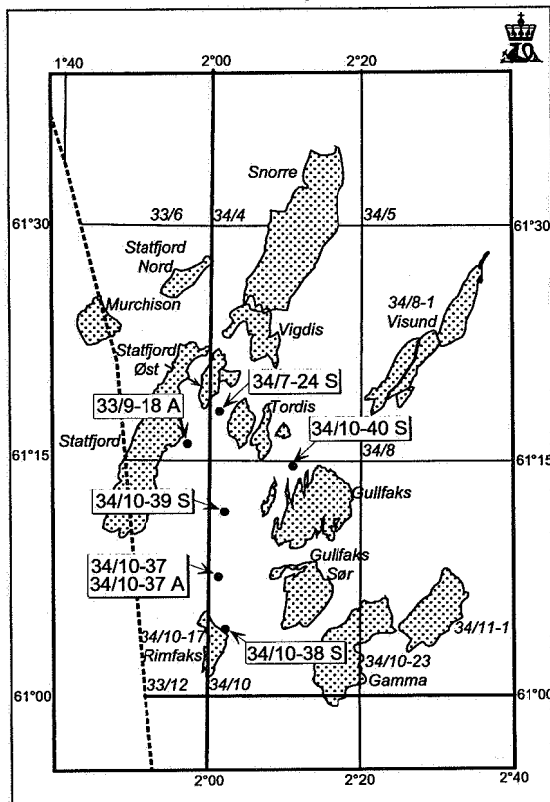 1°40'
2°00'
2°20'
2°40'
Snorre
33/6
34/4
34/5
61°30'
61°30'
Statfjord
Nord
Murchison
34/8-1
Visund
Vigdis
Statfjord
Øst
34/7-24 S
33/9-18 A
Tordis
34/10-40 S
Statfjord
61°15'
34/8
61°15'
34/10-39 S
Gullfaks
34/10-37
34/10-37 A
Gullfaks
Sør
34/10-17
Rimfaks
34/10-38 S
34/11-1
34/10-23
Gamma
33/12
34/10
61°00'
61°00'
2°00'
2°20'
2°40'